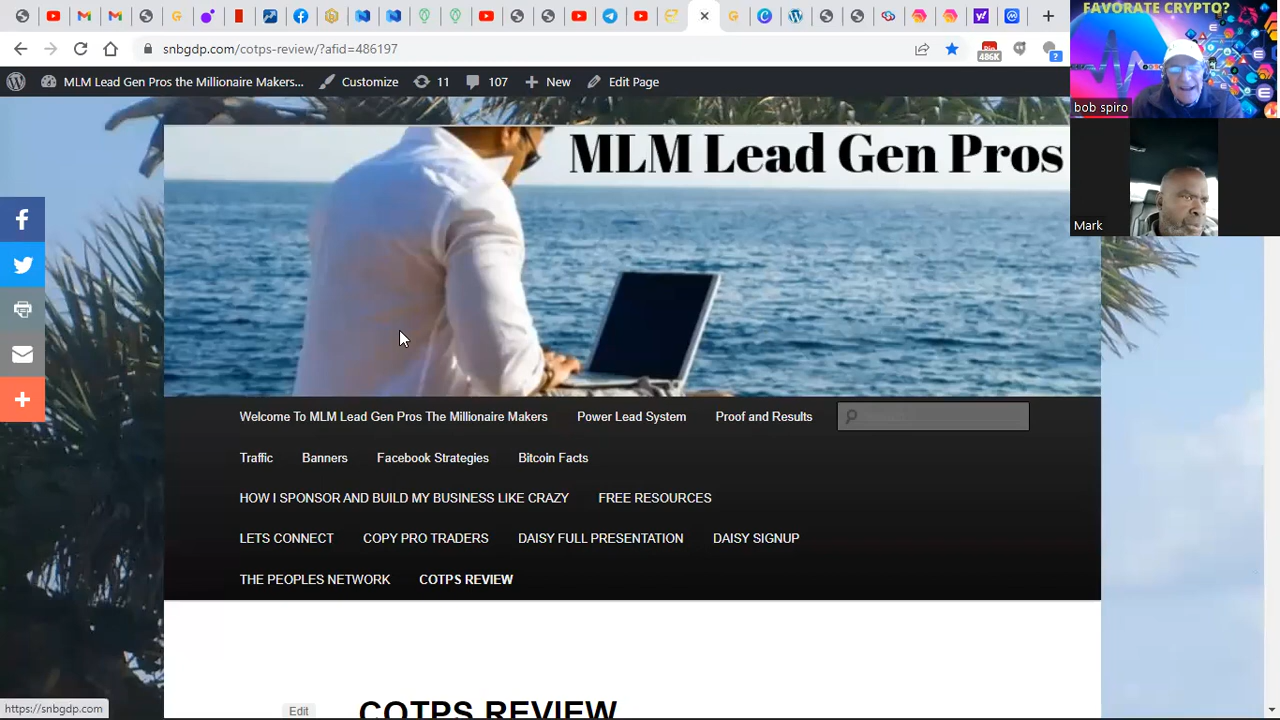 snbgdp.com/cotps-review/?afid=486197
486K
MLM Lead Gen Pros the Millionaire Makers...
Customize
11
107
New
Edit Page
FAVORATE CRYPTO?
bob spiro
Mark
MLM Lead Gen Pros
Welcome To MLM Lead Gen Pros The Millionaire Makers
Power Lead System
Proof and Results
Traffic
Banners
Facebook Strategies
Bitcoin Facts
HOW I SPONSOR AND BUILD MY BUSINESS LIKE CRAZY
FREE RESOURCES
LETS CONNECT
COPY PRO TRADERS
DAISY FULL PRESENTATION
DAISY SIGNUP
THE PEOPLES NETWORK
COTPS REVIEW
Edit
COTPS REVIEW
https://snbgdp.com